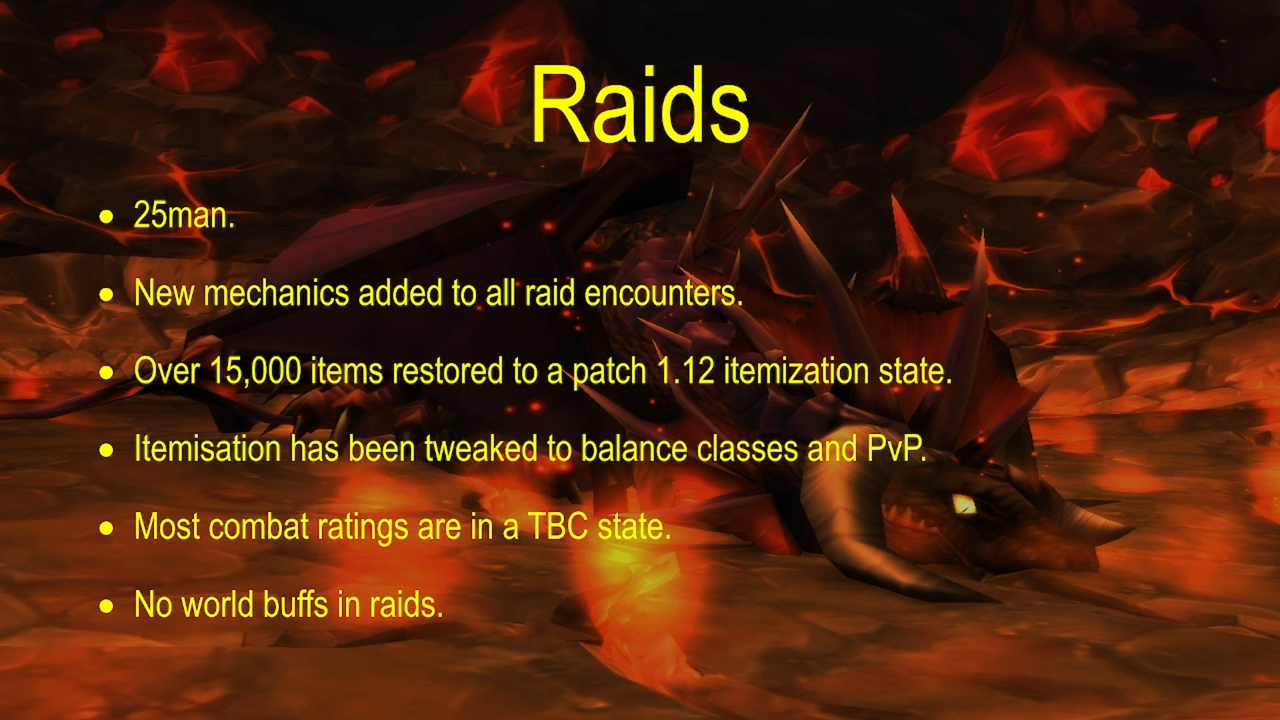 Raids
• 25man.
• New mechanics added to all raid encounters.
• Over 15,000 items restored to a patch 1.12 itemization state.
• Itemisation has been tweaked to balance classes and PvP.
• Most combat ratings are in a TBC state.
• No world buffs in raids.